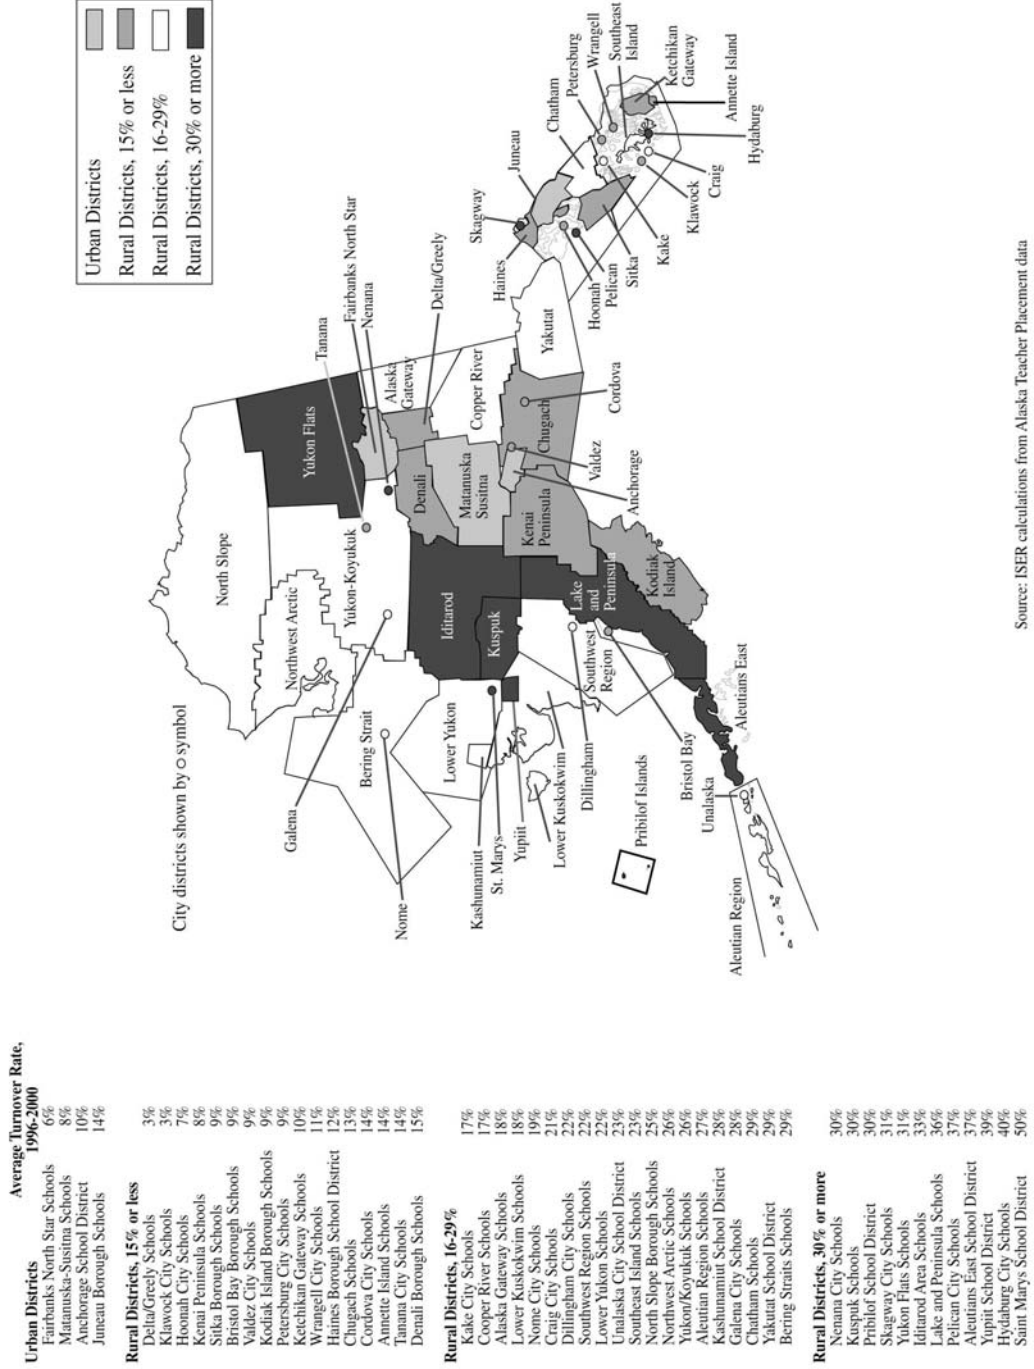 Average Turnover Rate,
Urban Districts 1996-2000
Fairbanks North Star Schools 6%
Matanuska-Susitna Schools 8%
Anchorage School District 10%
Juneau Borough Schools 14%
Rural Districts, 15% or less
Delta/Greely Schools 3%
Klawock City Schools 3%
Hoonah City Schools 7%
Kenai Peninsula Schools 8%
Sitka Borough Schools 9%
Bristol Bay Borough Schools 9%
Valdez City Schools 9%
Kodiak Island Borough Schools 9%
Petersburg City Schools 9%
Ketchikan Gateway Schools 10%
Wrangell City Schools 11%
Haines Borough School District 12%
Chugach Schools 13%
Cordova City Schools 14%
Annette Island Schools 14%
Tanana City Schools 14%
Denali Borough Schools 15%
Rural Districts, 16-29%
Kake City Schools 17%
Cooper River Schools 17%
Alaska Gateway Schools 18%
Lower Kuskokwim Schools 18%
Nome City Schools 19%
Craig City Schools 21%
Dillingham City Schools 22%
Southwest Region Schools 22%
Lower Yukon Schools 22%
Unalaska City School District 23%
Southeast Island Schools 23%
North Slope Borough Schools 25%
Northwest Arctic Schools 26%
Yukon/Koyukuk Schools 26%
Aleutian Region Schools 27%
Kashunamiut School District 28%
Galena City Schools 28%
Chatham Schools 29%
Yakutat School District 29%
Bering Straits Schools 29%
Rural Districts, 30% or more
Nenana City Schools 30%
Kuspuk Schools 30%
Pribilof School District 30%
Skagway City Schools 31%
Yukon Flats Schools 31%
Iditarod Area Schools 33%
Lake and Peninsula Schools 36%
Pelican City Schools 37%
Aleutians East School District 37%
Yupiit School District 39%
Hydaburg City Schools 40%
Saint Marys School District 50%
City districts shown by o symbol
Urban Districts
Rural Districts, 15% or less
Rural Districts, 16-29%
Rural Districts, 30% or more
North Slope
Northwest Arctic
Yukon Flats
Tanana
Fairbanks North Star
Nenana
Yukon-Koyukuk
Galena
Bering Strait
Nome
Alaska
Gateway
Delta/Greely
Denali
Iditarod
Matanuska
Susitna
Copper River
Lower Yukon
Kashunamiut
St. Marys
Yupiit
Kuspuk
Lower Kuskokwim
Kenai
Peninsula
Chugach
Valdez
Cordova
Anchorage
Yakutat
Dillingham
Southwest
Region
Lake
and
Peninsula
Kodiak
Island
Pribilof Islands
Bristol Bay
Unalaska
Aleutians East
Aleutian Region
Skagway
Haines
Juneau
Chatham
Petersburg
Wrangell
Southeast
Island
Ketchikan
Gateway
Annette Island
Hydaburg
Craig
Klawock
Kake
Sitka
Pelican
Hoonah
Source: ISER calculations from Alaska Teacher Placement data